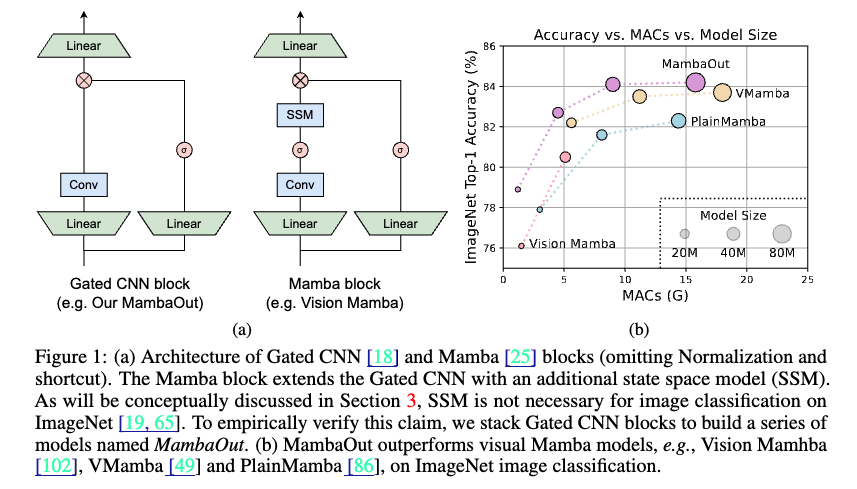 Linear
σ
Conv
Linear
Linear
Gated CNN block
(e.g. Our MambaOut)
Linear
SSM
σ
σ
Conv
Linear
Linear
Mamba block
(e.g. Vision Mamba)
(a)
Accuracy vs. MACs vs. Model Size
ImageNet Top-1 Accuracy (%)
86
84
82
80
78
76
MambaOut
VMamba
PlainMamba
Vision Mamba
Model Size
20M
40M
80M
0
5
10
15
20
25
MACs (G)
(b)
Figure 1: (a) Architecture of Gated CNN [18] and Mamba [25] blocks (omitting Normalization and
shortcut). The Mamba block extends the Gated CNN with an additional state space model (SSM).
As will be conceptually discussed in Section 3, SSM is not necessary for image classification on
ImageNet [19, 65]. To empirically verify this claim, we stack Gated CNN blocks to build a series of
models named MambaOut. (b) MambaOut outperforms visual Mamba models, e.g., Vision Mamhba
[102], VMamba [49] and PlainMamba [86], on ImageNet image classification.